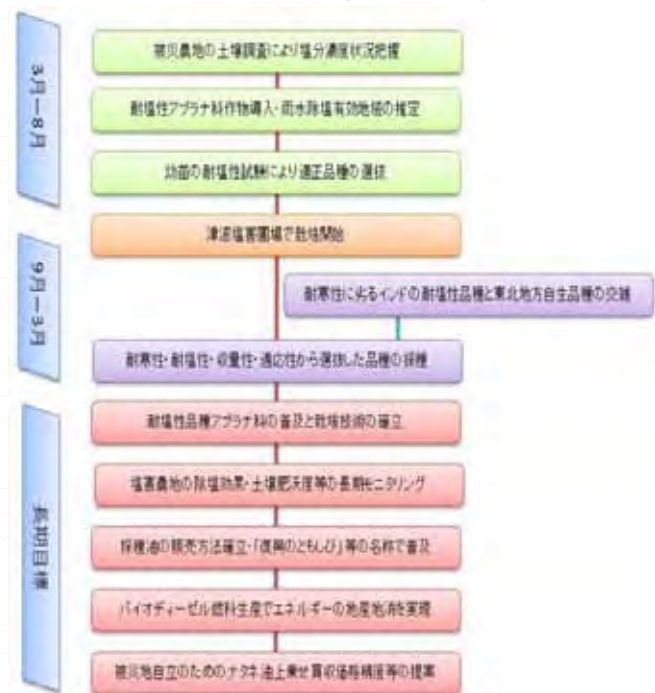 3月ー8月
被災農地の土壌調査により塩分濃度状況把握
耐塩性アブラナ科作物導入・雨水除塩有効地域の推定
幼苗の耐塩性試験により適正品種の選抜
9月ー3月
津波塩害圃場で栽培開始
耐寒性に劣るインドの耐塩性品種と東北地方自生品種の交雑
耐寒性・耐塩性・収量性・適応性から選抜した品種の採種
長期目標
耐塩性品種アブラナ科の普及と栽培技術の確立
塩害農地の除塩効果・土壌肥沃度等の長期モニタリング
採種油の販売方法確立・「復興のともしび」等の名称で普及
バイオディーゼル燃料生産でエネルギーの地産地消を実現
被災地自立のためのナタネ油上乗せ買収価格精度等の提案